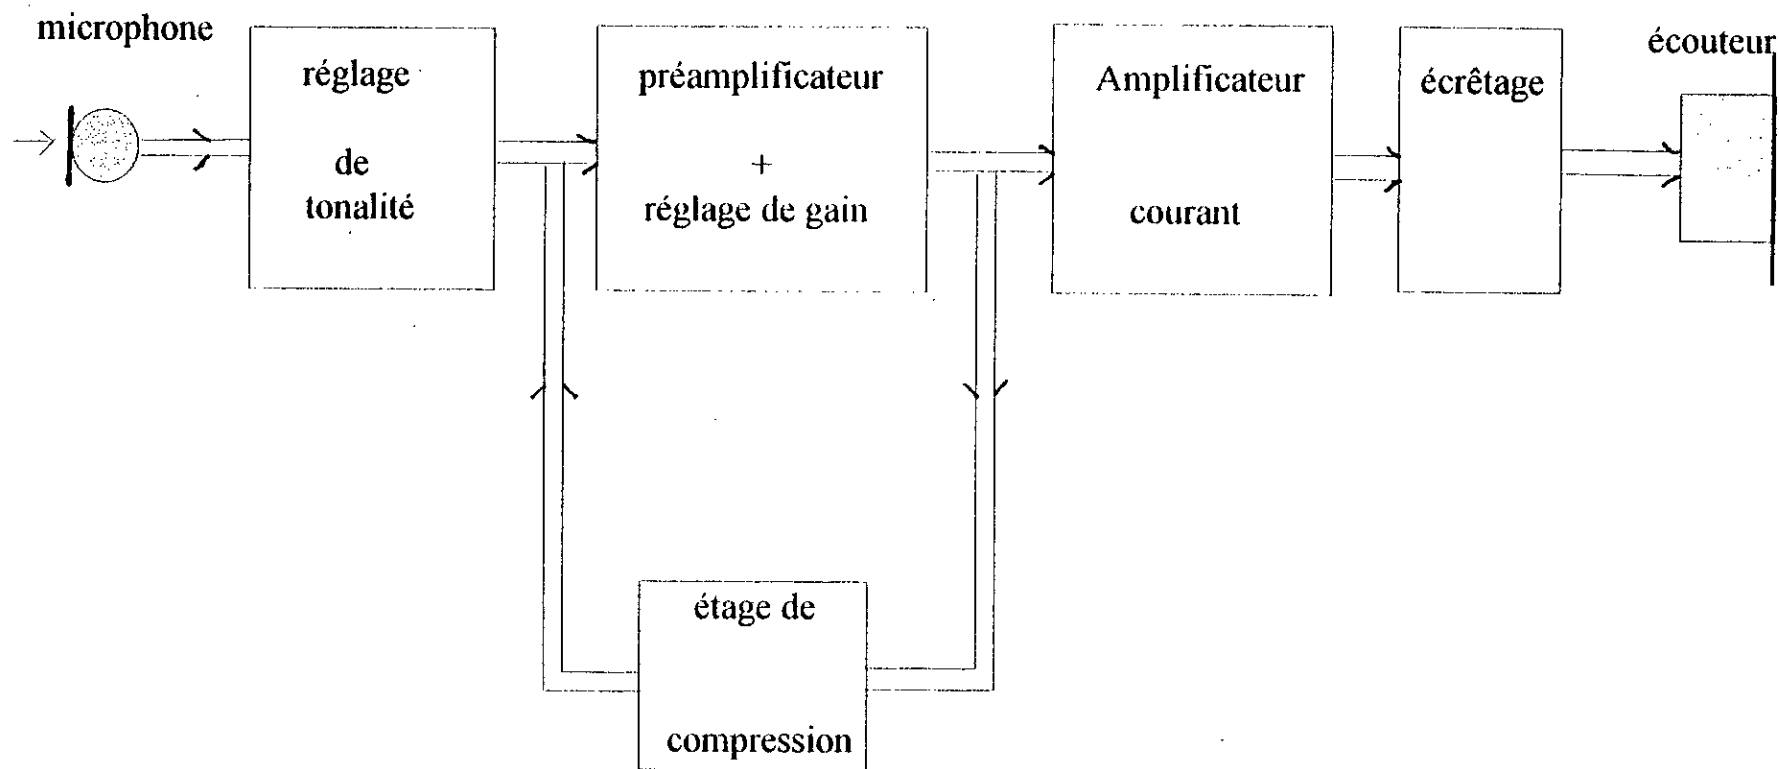 microphone
réglage
de
tonalité
préamplificateur
+
réglage de gain
Amplificateur
courant
écrêtage
écouteur
étage de
compression